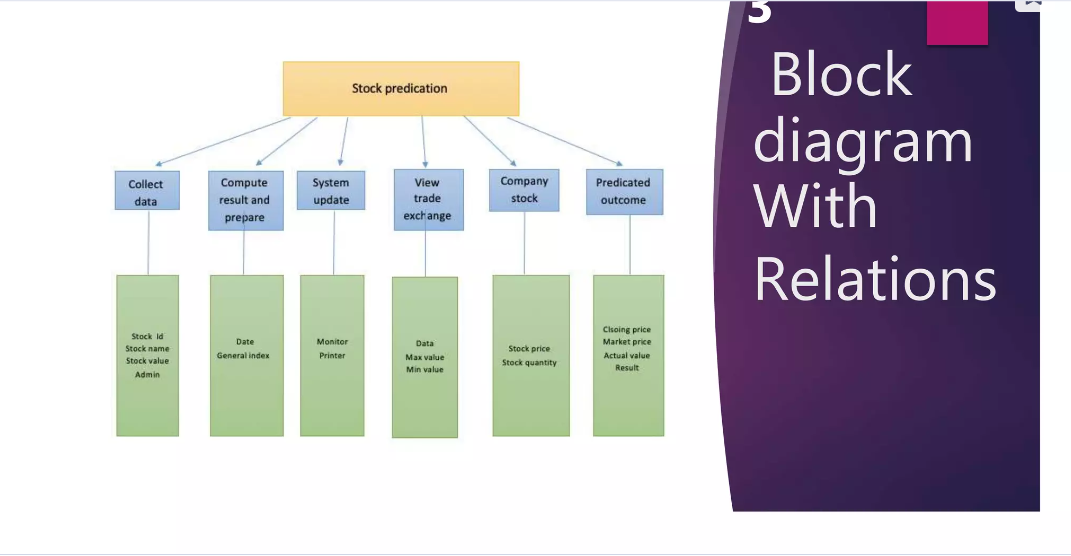 3
Block
diagram
With
Relations
Stock predication
Collect
data
Compute
result and
prepare
System
update
View
trade
exchange
Company
stock
Predicated
outcome
Stock Id
Stock name
Stock value
Admin
Date
General index
Monitor
Printer
Data
Max value
Min value
Stock price
Stock quantity
Clsoing price
Market price
Actual value
Result